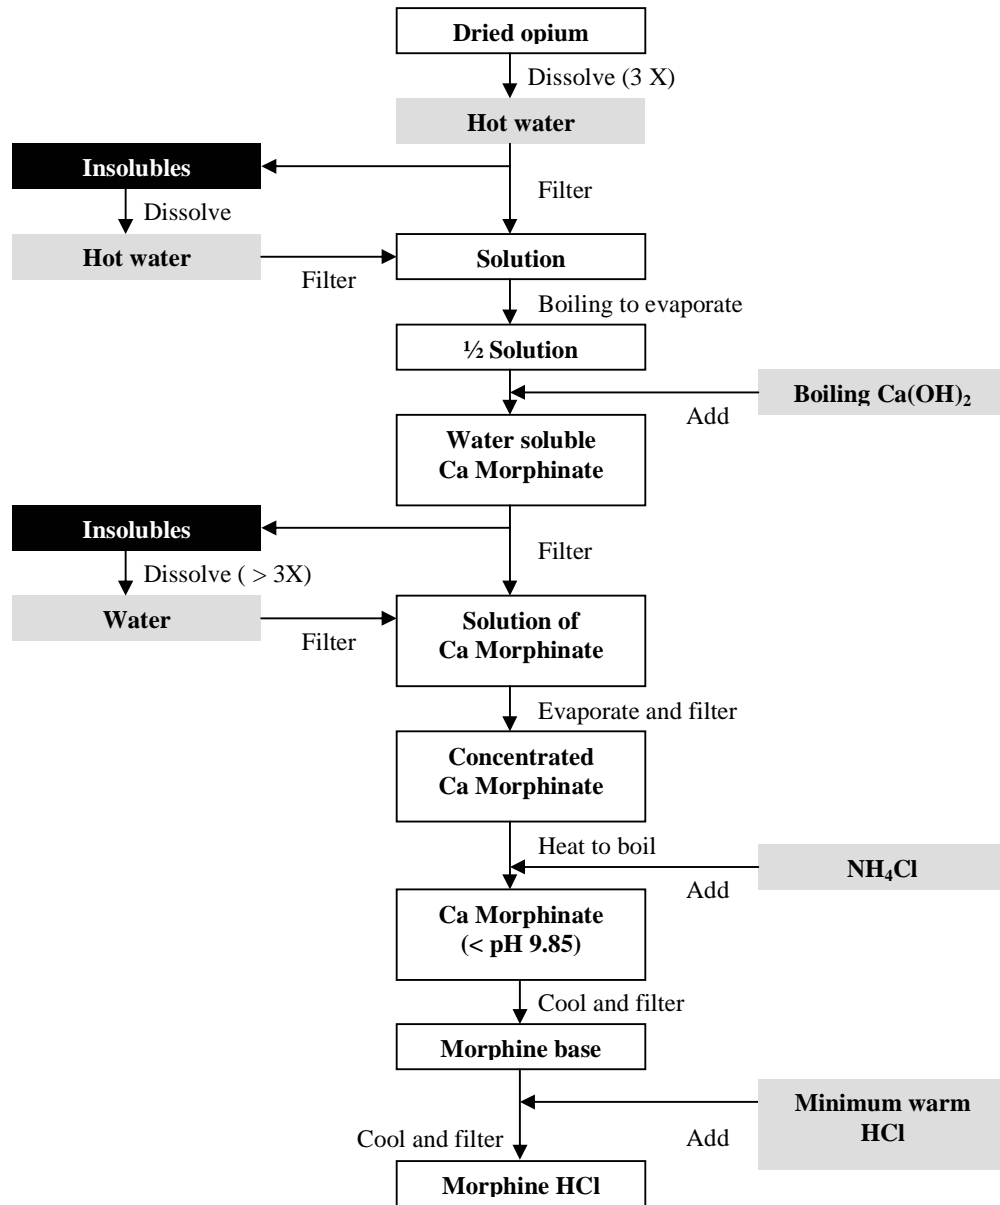 Dried opium
Dissolve (3 X)
Hot water
Insolubles
Filter
Dissolve
Hot water
Filter
Solution
Boiling to evaporate
½ Solution
Boiling Ca(OH)₂
Add
Water soluble
Ca Morphinate
Insolubles
Filter
Dissolve ( > 3X)
Water
Filter
Solution of
Ca Morphinate
Evaporate and filter
Concentrated
Ca Morphinate
Heat to boil
NH₄Cl
Add
Ca Morphinate
(< pH 9.85)
Cool and filter
Morphine base
Minimum warm
HCl
Cool and filter
Add
Morphine HCl